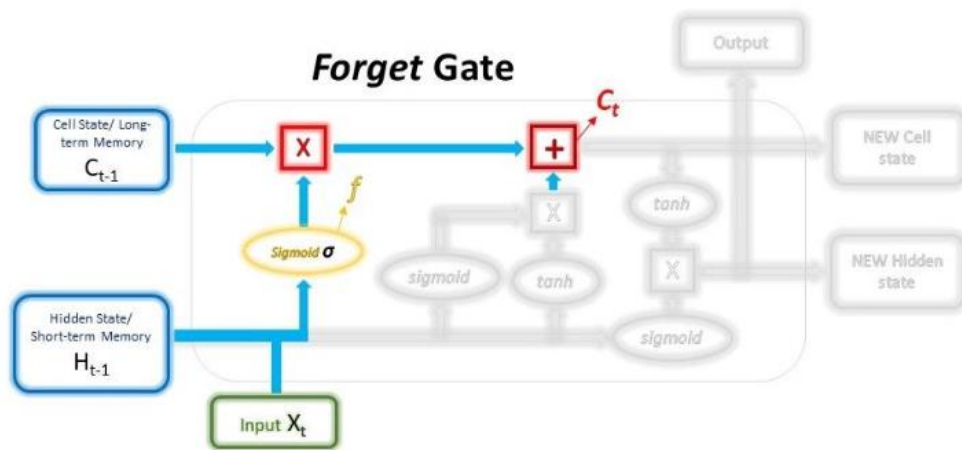 Output
Forget Gate
Cell State/ Long-
term Memory
C_{t-1}
X
+
C_t
NEW Cell
state
f
X
tanh
Sigmoid σ
sigmoid
tanh
X
NEW Hidden
state
Hidden State/
Short-term Memory
H_{t-1}
sigmoid
Input X_t